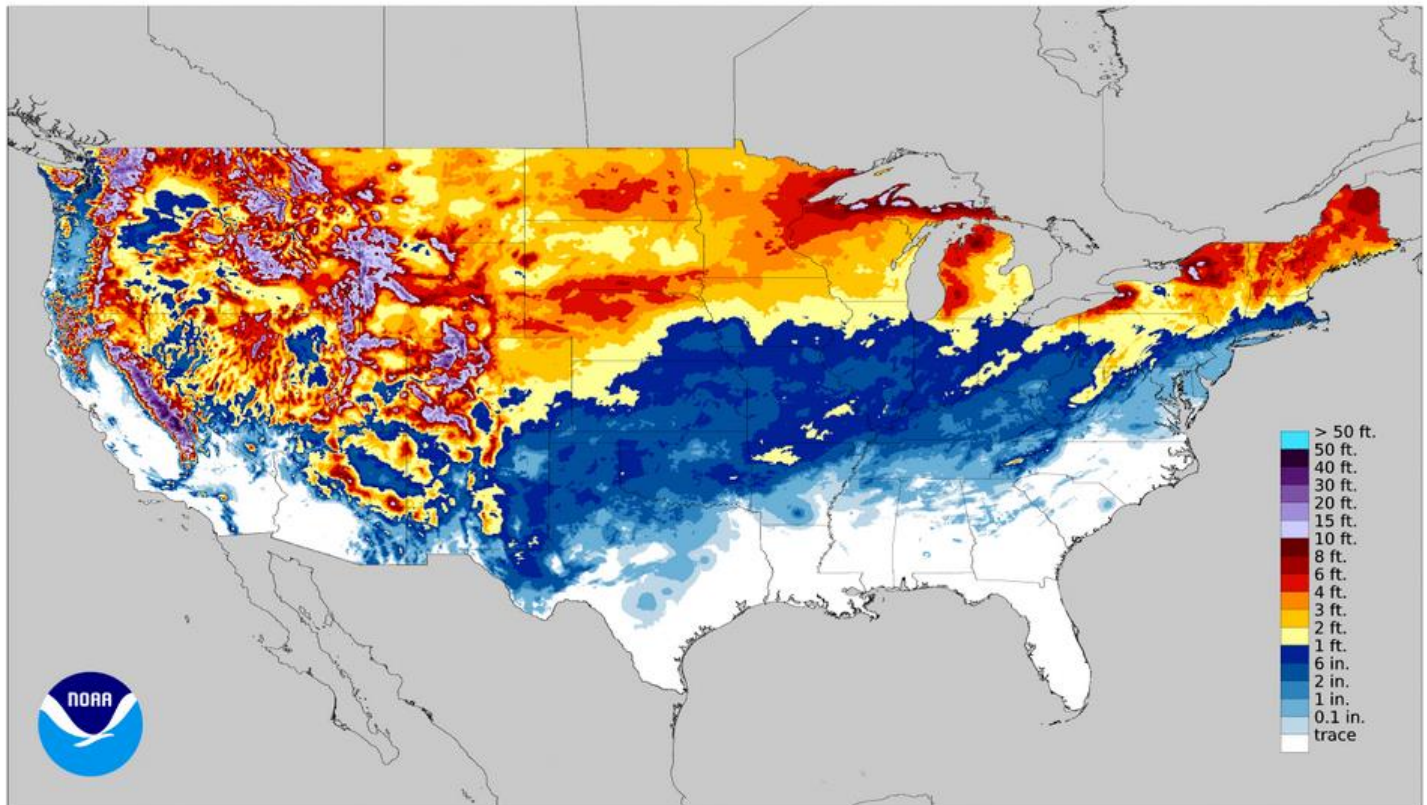 > 50 ft.
50 ft.
40 ft.
30 ft.
20 ft.
15 ft.
10 ft.
8 ft.
6 ft.
4 ft.
3 ft.
2 ft.
1 ft.
6 in.
2 in.
1 in.
0.1 in.
trace
NOAA